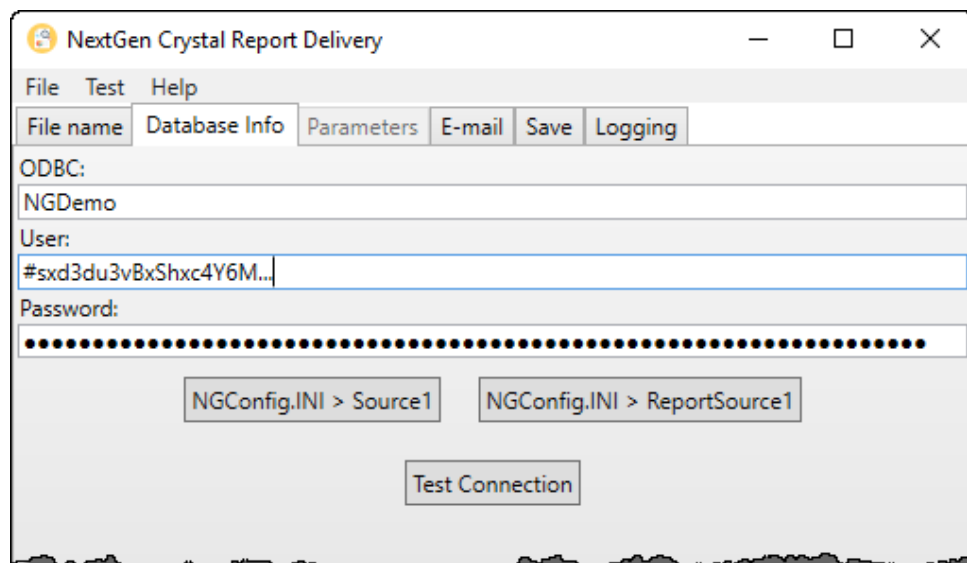 NextGen Crystal Report Delivery
File Test Help
File name Database Info Parameters E-mail Save Logging
ODBC:
NGDemo
User:
#sxd3du3vBxShxc4Y6M...
Password:
●●●●●●●●●●●●●●●●●●●●●●●●●●●●●●●●●●●●●●●●●●●●●●●●●●●●●●●●●●●●●●●●●●
NGConfig.INI > Source1 NGConfig.INI > ReportSource1
Test Connection